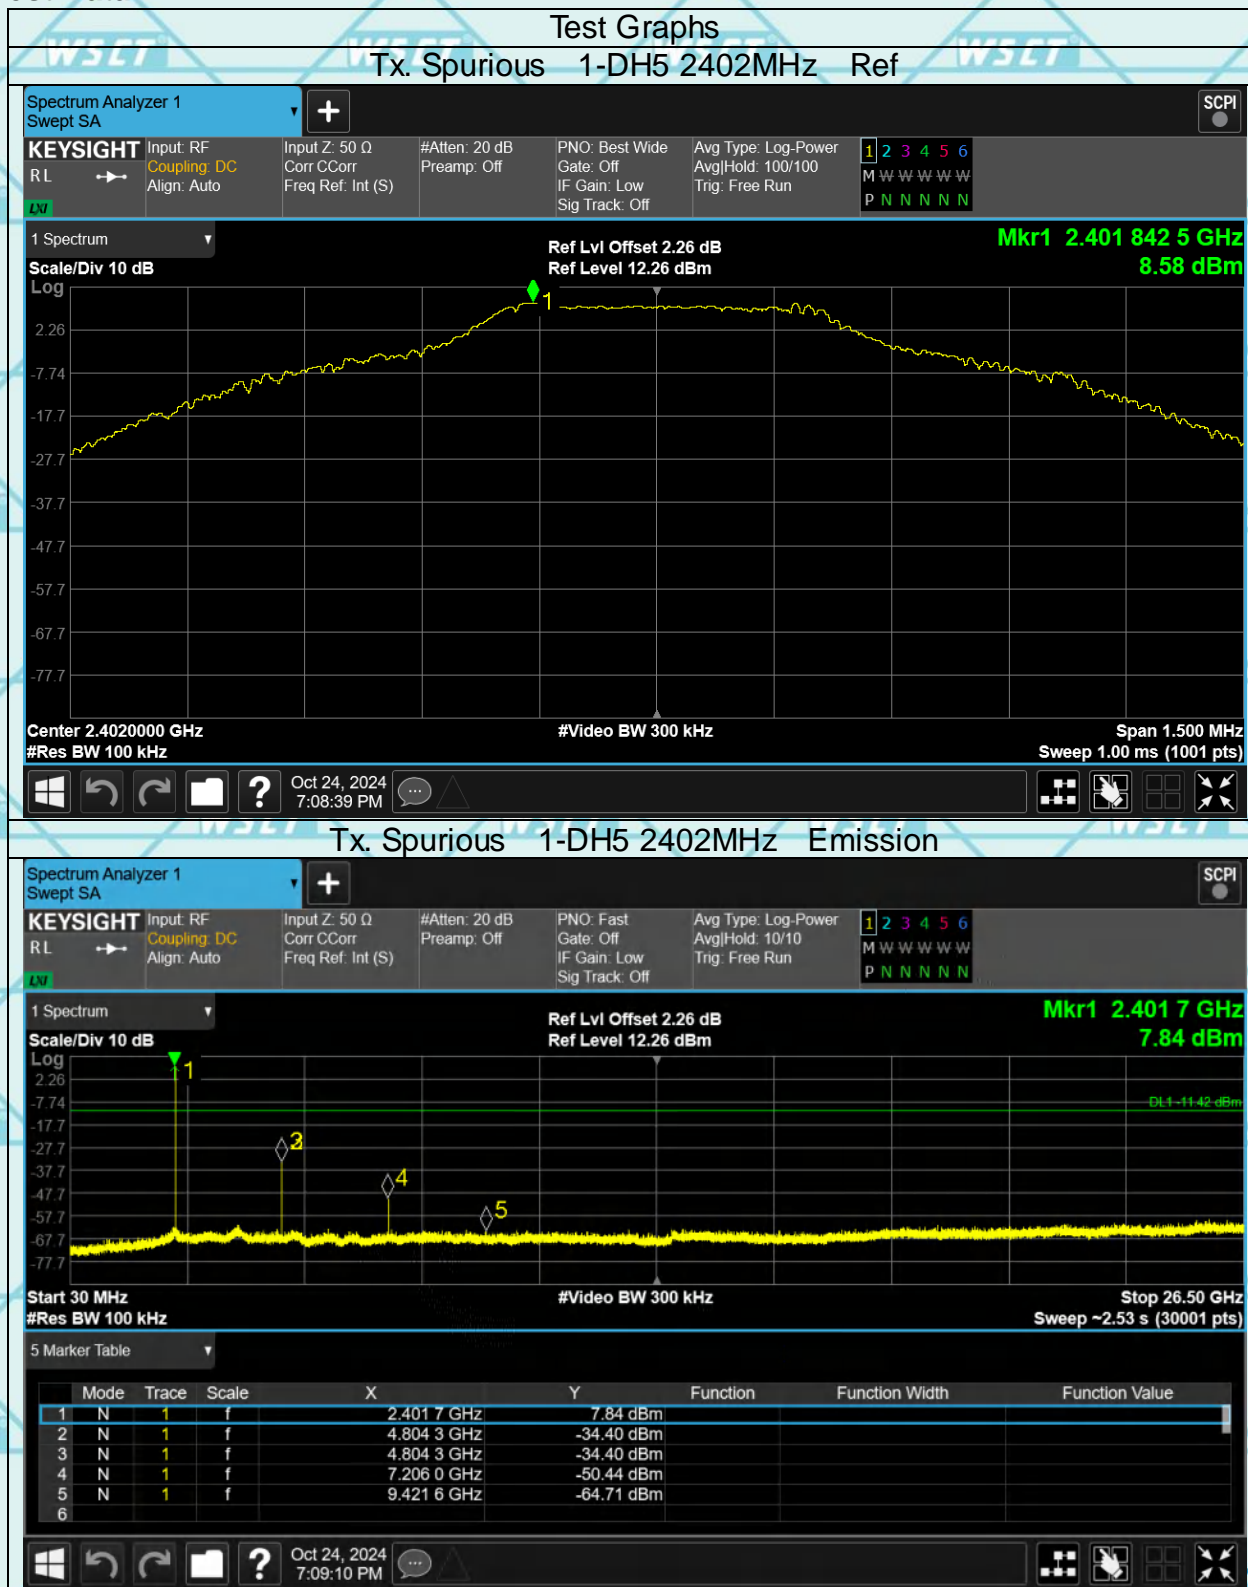 Test Graphs
Tx. Spurious 1-DH5 2402MHz Ref
Spectrum Analyzer 1
Swept SA
SCPI
KEYSIGHT
R L
LXI
Input: RF
Coupling: DC
Align: Auto
Input Z: 50 Ω
Corr CCorr
Freq Ref: Int (S)
#Atten: 20 dB
Preamp: Off
PNO: Best Wide
Gate: Off
IF Gain: Low
Sig Track: Off
Avg Type: Log-Power
Avg|Hold: 100/100
Trig: Free Run
1 2 3 4 5 6
M W W W W W
P N N N N N
1 Spectrum
Scale/Div 10 dB
Log
Ref Lvl Offset 2.26 dB
Ref Level 12.26 dBm
Mkr1 2.401 842 5 GHz
8.58 dBm
1
2.26
-7.74
-17.7
-27.7
-37.7
-47.7
-57.7
-67.7
-77.7
Center 2.4020000 GHz
#Res BW 100 kHz
#Video BW 300 kHz
Span 1.500 MHz
Sweep 1.00 ms (1001 pts)
Oct 24, 2024
7:08:39 PM
Tx. Spurious 1-DH5 2402MHz Emission
Spectrum Analyzer 1
Swept SA
SCPI
KEYSIGHT
R L
LXI
Input: RF
Coupling: DC
Align: Auto
Input Z: 50 Ω
Corr CCorr
Freq Ref: Int (S)
#Atten: 20 dB
Preamp: Off
PNO: Fast
Gate: Off
IF Gain: Low
Sig Track: Off
Avg Type: Log-Power
Avg|Hold: 10/10
Trig: Free Run
1 2 3 4 5 6
M W W W W W
P N N N N N
1 Spectrum
Scale/Div 10 dB
Log
Ref Lvl Offset 2.26 dB
Ref Level 12.26 dBm
Mkr1 2.401 7 GHz
7.84 dBm
1
2.26
-7.74
DL1 -11.42 dBm
-17.7
-27.7
3
-37.7
4
-47.7
-57.7
5
-67.7
-77.7
Start 30 MHz
#Res BW 100 kHz
#Video BW 300 kHz
Stop 26.50 GHz
Sweep ~2.53 s (30001 pts)
5 Marker Table
Mode Trace Scale X Y Function Function Width Function Value
1 N 1 f 2.401 7 GHz 7.84 dBm
2 N 1 f 4.804 3 GHz -34.40 dBm
3 N 1 f 4.804 3 GHz -34.40 dBm
4 N 1 f 7.206 0 GHz -50.44 dBm
5 N 1 f 9.421 6 GHz -64.71 dBm
6
Oct 24, 2024
7:09:10 PM